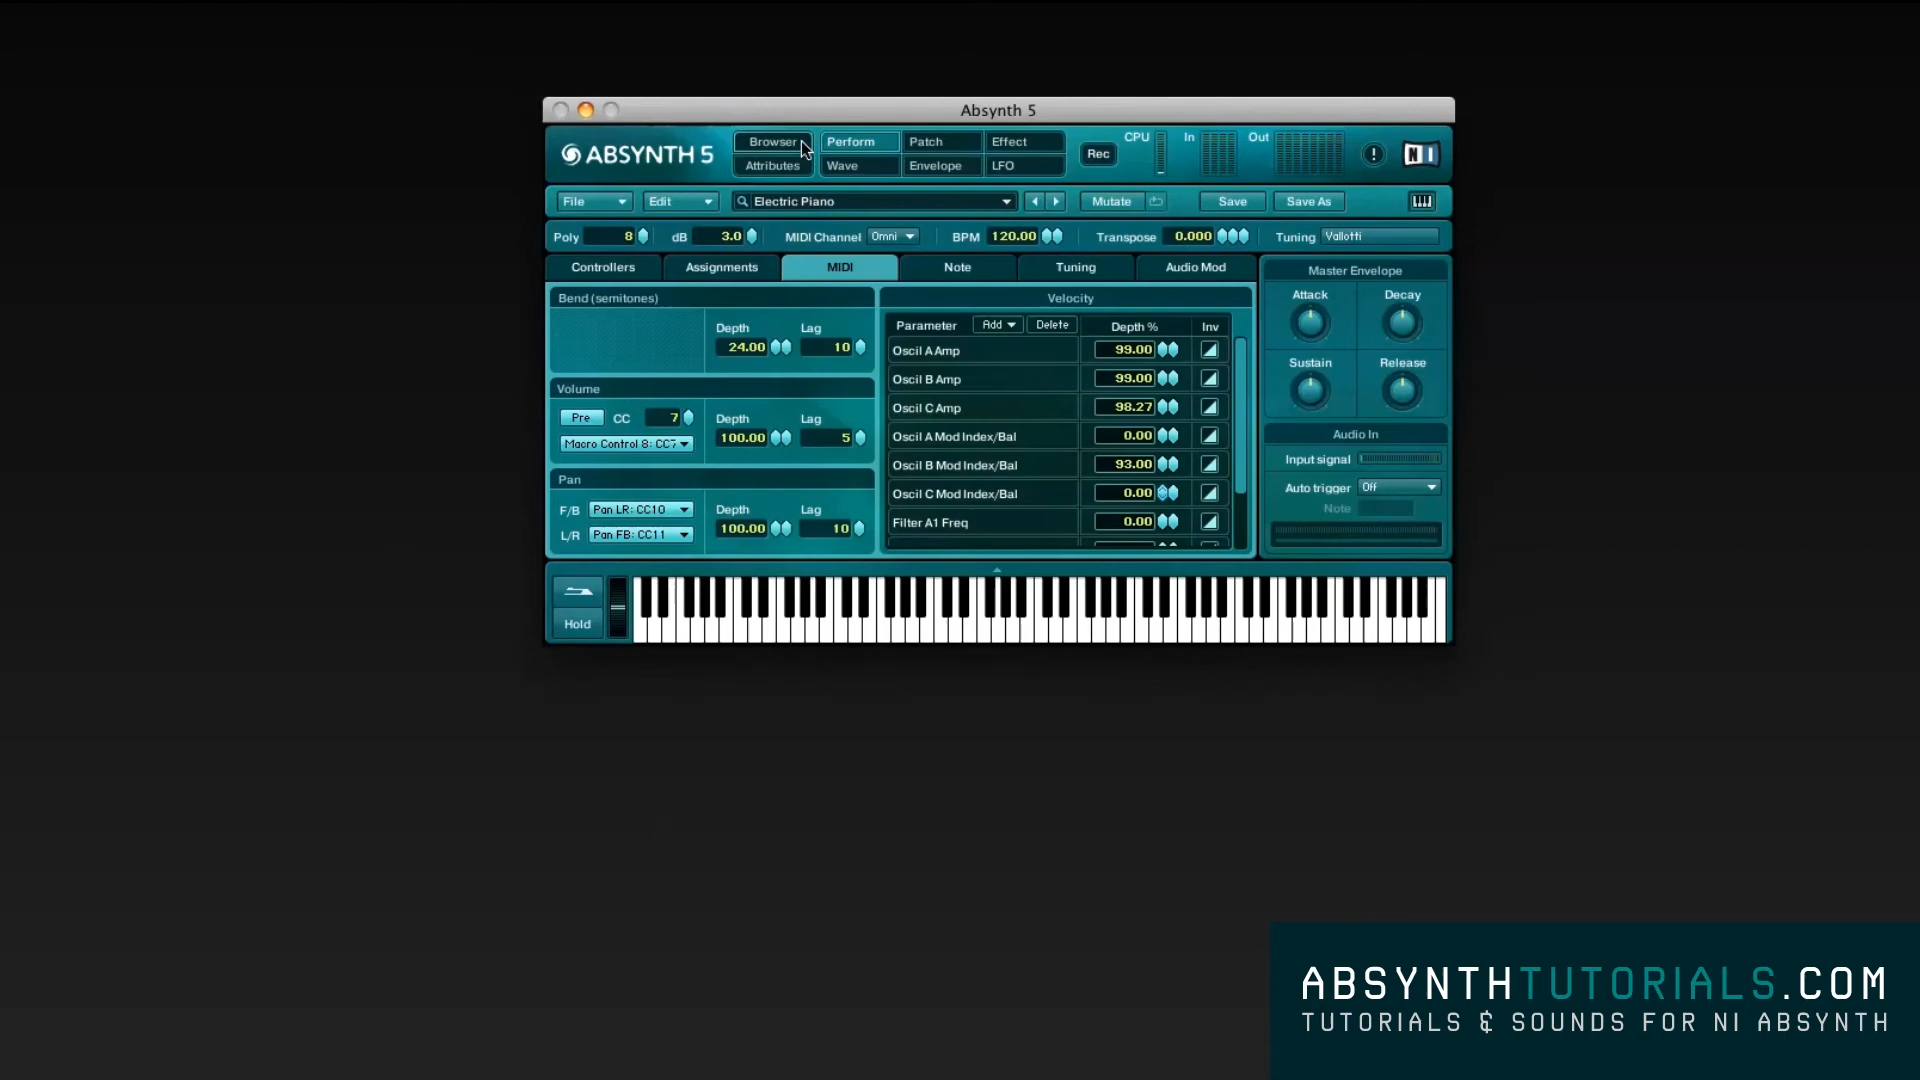 Absynth 5
ABSYNTH 5
Browser Perform Patch Effect
Attributes Wave Envelope LFO
Rec CPU In Out ! NI
File Edit Electric Piano Mutate Save Save As
Poly 8 dB 3.0 MIDI Channel Omni BPM 120.00 Transpose 0.000 Tuning Vallotti
Controllers Assignments MIDI Note Tuning Audio Mod
Bend (semitones)
Depth Lag
24.00 10
Volume
Pre CC 7 Depth Lag
Macro Control 8: CC7 100.00 5
Pan
F/B Pan LR: CC10 Depth Lag
L/R Pan FB: CC11 100.00 10
Velocity
Parameter Add Delete Depth % Inv
Oscil A Amp 99.00
Oscil B Amp 99.00
Oscil C Amp 98.27
Oscil A Mod Index/Bal 0.00
Oscil B Mod Index/Bal 93.00
Oscil C Mod Index/Bal 0.00
Filter A1 Freq 0.00
Master Envelope
Attack Decay
Sustain Release
Audio In
Input signal
Auto trigger Off
Note
Hold
ABSYNTHTUTORIALS.COM
TUTORIALS & SOUNDS FOR NI ABSYNTH